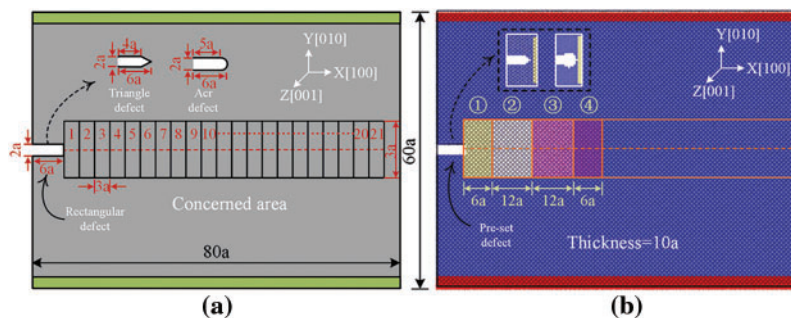 (a)
4a
2a
6a
Triangle
defect
5a
2a
6a
Acr
defect
Y[010]
X[100]
Z[001]
1 2 3 4 5 6 7 8 9 10 20 21
2a
6a
3a
3a
Rectangular
defect
Concerned area
80a
60a
(a)
(b)
Y[010]
X[100]
Z[001]
① ② ③ ④
6a 12a 12a 6a
Pre-set
defect
Thickness=10a
(b)